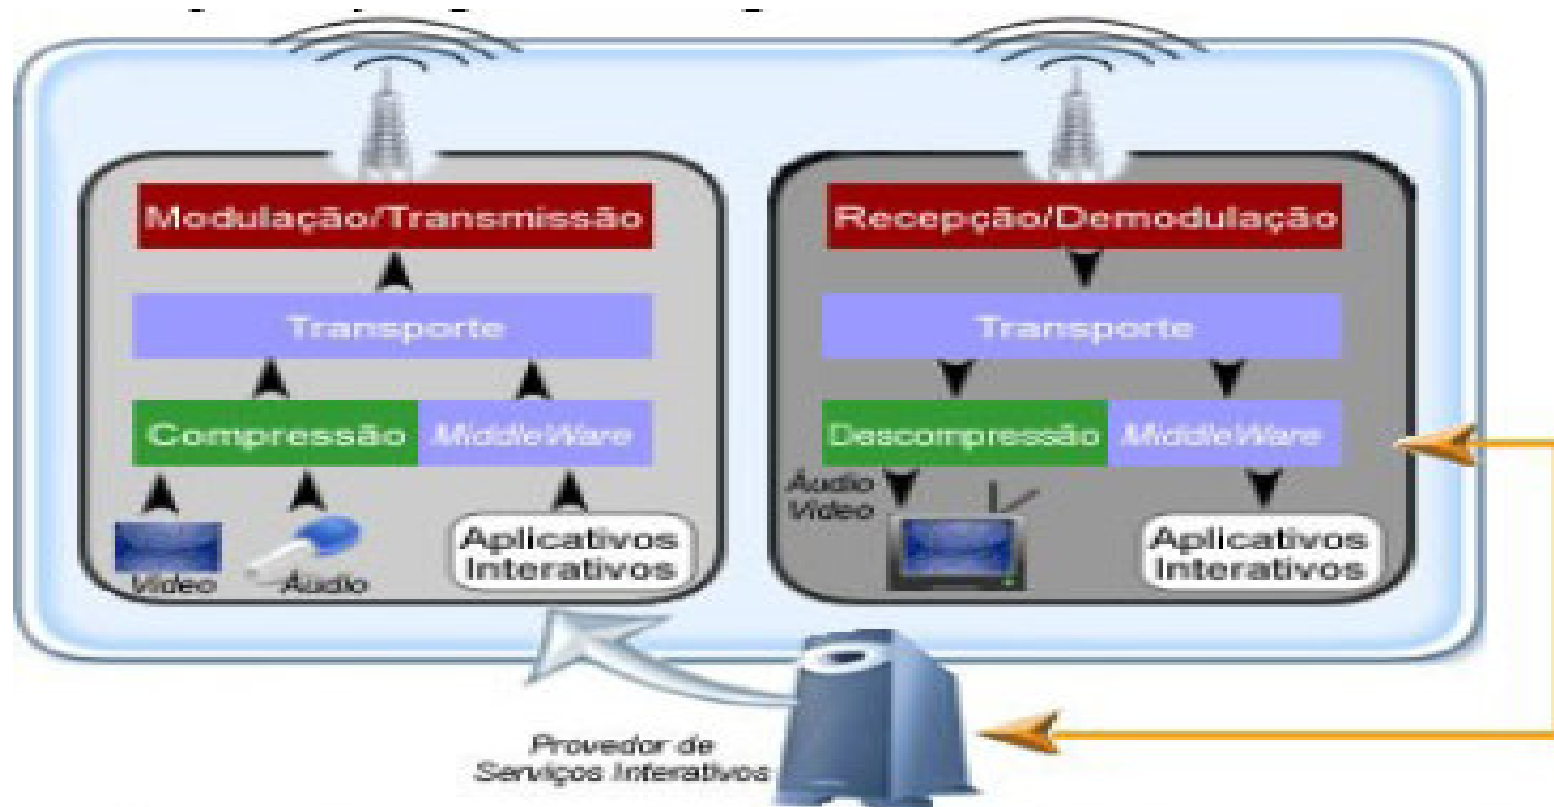 Modulação/Transmissão
Transporte
Compressão MiddleWare
Vídeo Áudio
Aplicativos
Interativos
Recepção/Demodulação
Transporte
Descompressão MiddleWare
Áudio
Vídeo
Aplicativos
Interativos
Provedor de
Serviços Interativos